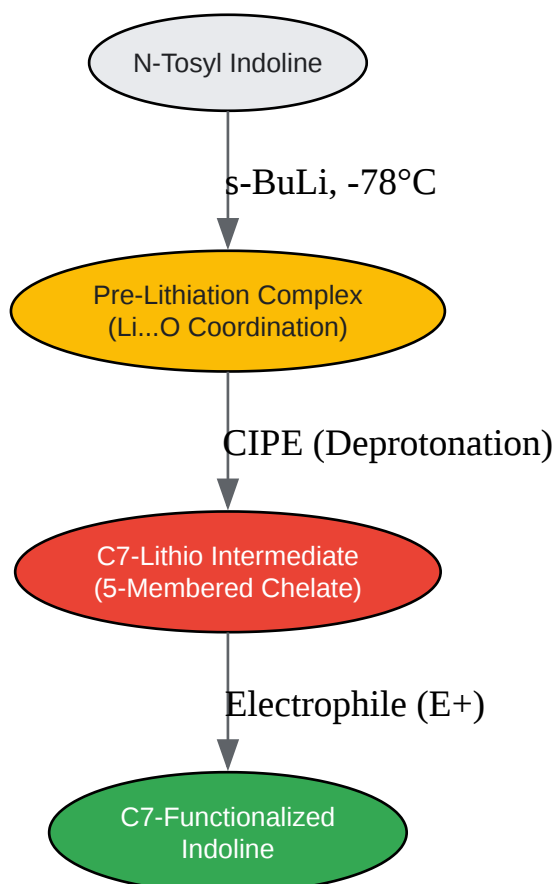 N-Tosyl Indoline
s-BuLi, -78°C
Pre-Lithiation Complex
(Li...O Coordination)
CIPE (Deprotonation)
C7-Lithio Intermediate
(5-Membered Chelate)
Electrophile (E+)
C7-Functionalized
Indoline